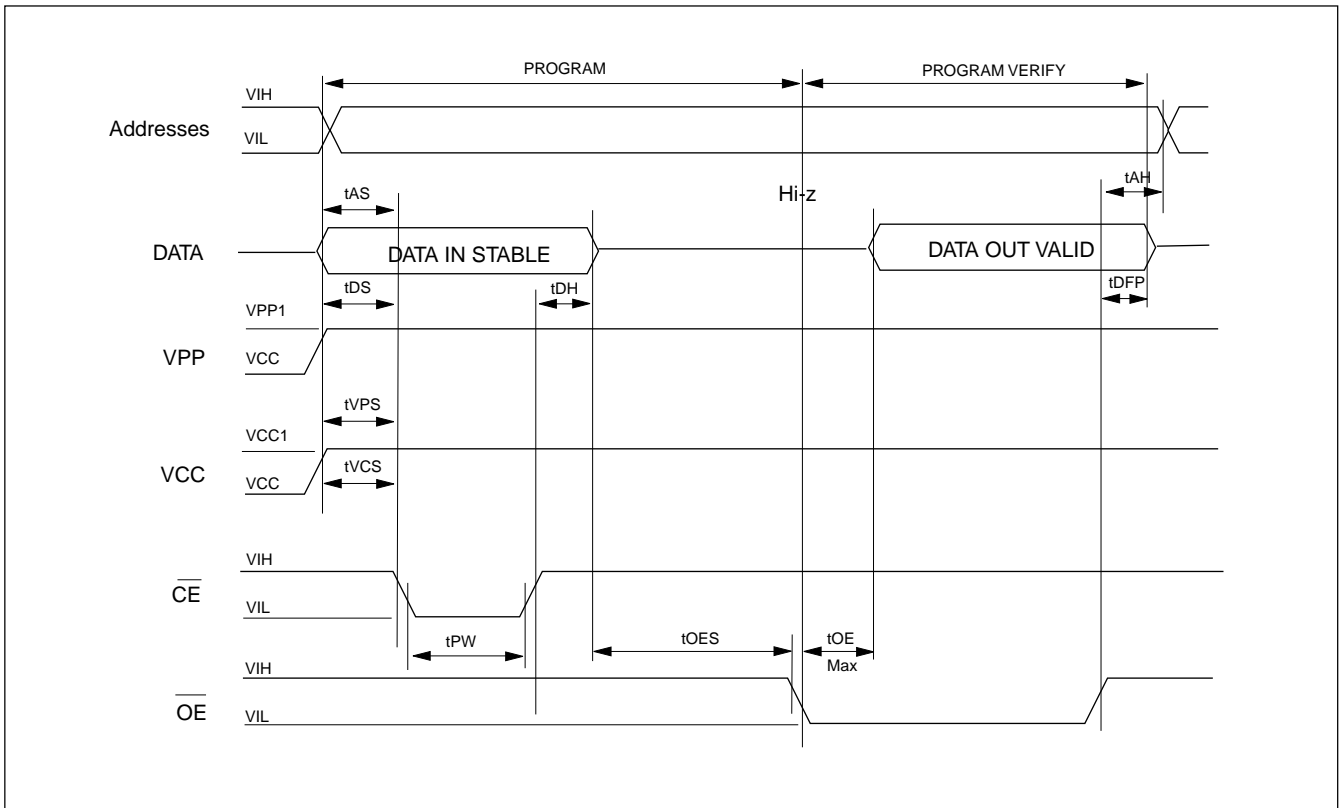 PROGRAM
PROGRAM VERIFY
VIH
Addresses
VIL
tAS
Hi-z
tAH
DATA
DATA IN STABLE
DATA OUT VALID
tDS
tDH
tDFP
VPP1
VPP
VCC
tVPS
VCC1
VCC
tVCS
VCC
VIH
CE
VIL
tPW
tOES
tOE
Max
VIH
OE
VIL